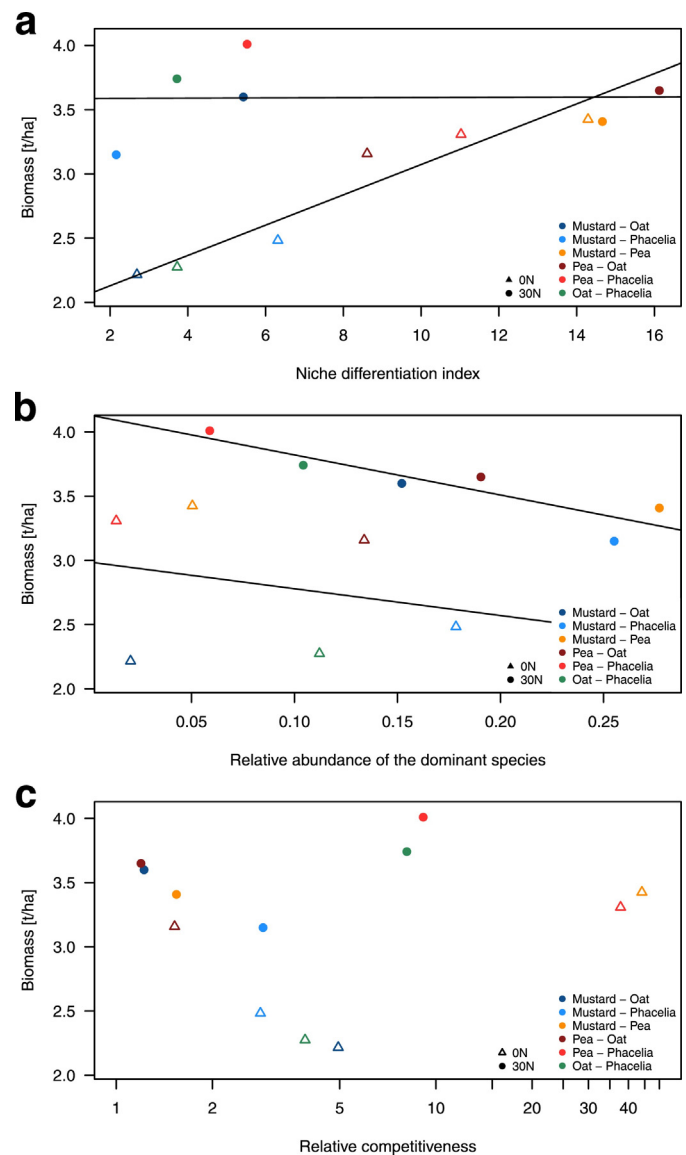 a
4.0
3.5
3.0
2.5
2.0
Biomass [t/ha]
Mustard – Oat
Mustard – Phacelia
Mustard – Pea
Pea – Oat
0N Pea – Phacelia
30N Oat – Phacelia
2 4 6 8 10 12 14 16
Niche differentiation index
b
4.0
3.5
3.0
2.5
2.0
Biomass [t/ha]
Mustard – Oat
Mustard – Phacelia
Mustard – Pea
Pea – Oat
0N Pea – Phacelia
30N Oat – Phacelia
0.05 0.10 0.15 0.20 0.25
Relative abundance of the dominant species
c
4.0
3.5
3.0
2.5
2.0
Biomass [t/ha]
Mustard – Oat
Mustard – Phacelia
Mustard – Pea
Pea – Oat
0N Pea – Phacelia
30N Oat – Phacelia
1 2 5 10 20 30 40
Relative competitiveness